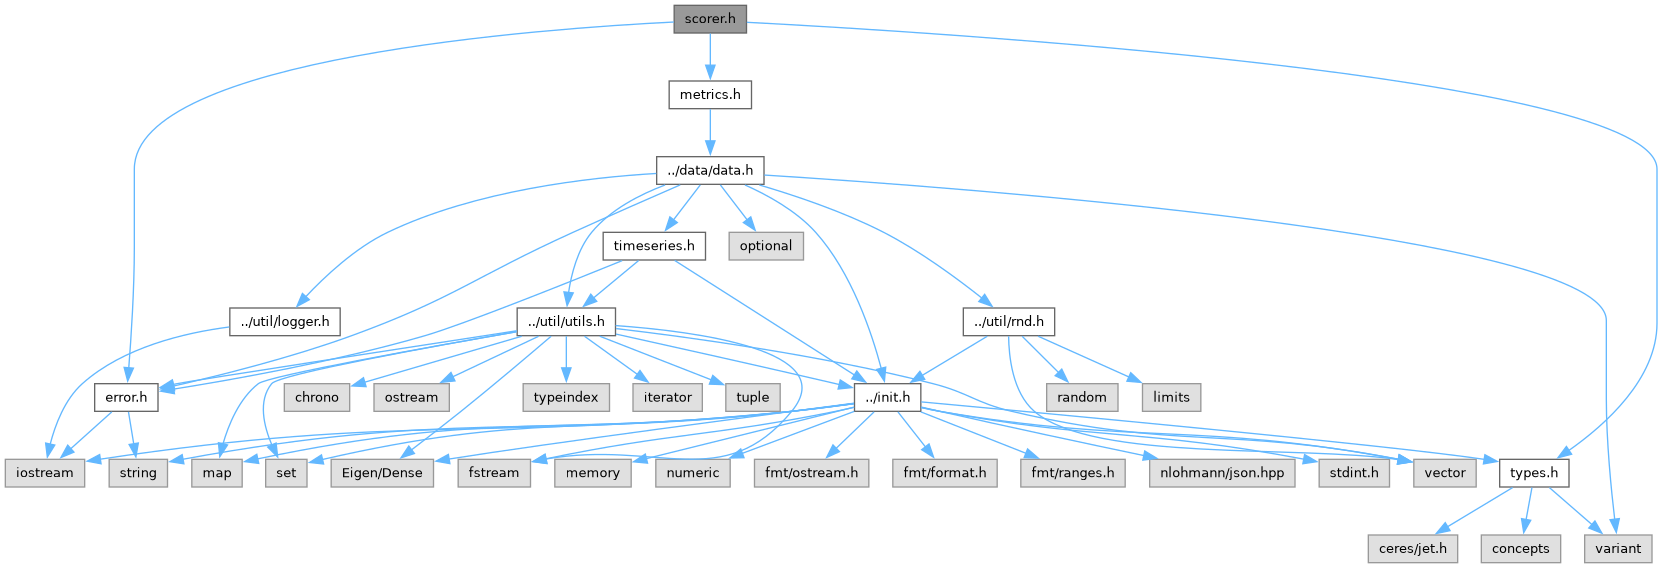 scorer.h
metrics.h
../data/data.h
timeseries.h
optional
../util/logger.h
../util/utils.h
../util/rnd.h
error.h
chrono
ostream
typeindex
iterator
tuple
../init.h
random
limits
iostream
string
map
set
Eigen/Dense
fstream
memory
numeric
fmt/ostream.h
fmt/format.h
fmt/ranges.h
nlohmann/json.hpp
stdint.h
vector
types.h
ceres/jet.h
concepts
variant